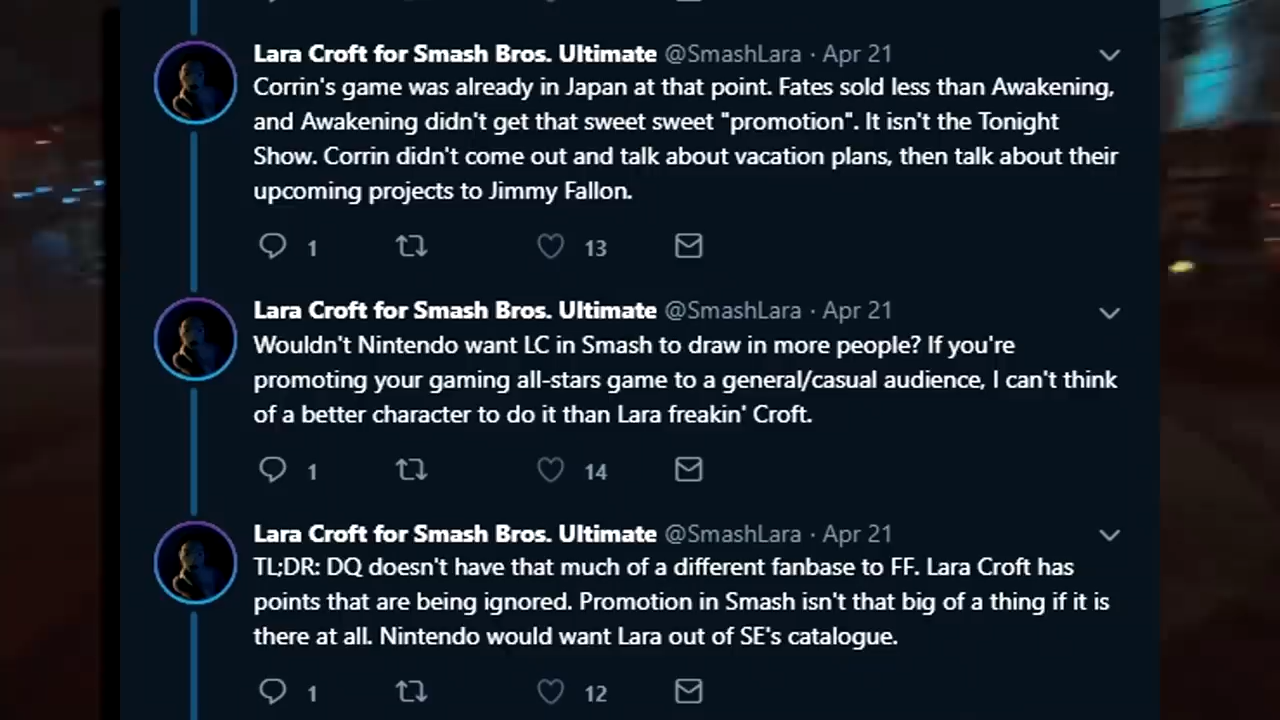 Lara Croft for Smash Bros. Ultimate @SmashLara · Apr 21
Corrin's game was already in Japan at that point. Fates sold less than Awakening,
and Awakening didn't get that sweet sweet "promotion". It isn't the Tonight
Show. Corrin didn't come out and talk about vacation plans, then talk about their
upcoming projects to Jimmy Fallon.
1 13
Lara Croft for Smash Bros. Ultimate @SmashLara · Apr 21
Wouldn't Nintendo want LC in Smash to draw in more people? If you're
promoting your gaming all-stars game to a general/casual audience, I can't think
of a better character to do it than Lara freakin' Croft.
1 14
Lara Croft for Smash Bros. Ultimate @SmashLara · Apr 21
TL;DR: DQ doesn't have that much of a different fanbase to FF. Lara Croft has
points that are being ignored. Promotion in Smash isn't that big of a thing if it is
there at all. Nintendo would want Lara out of SE's catalogue.
1 12